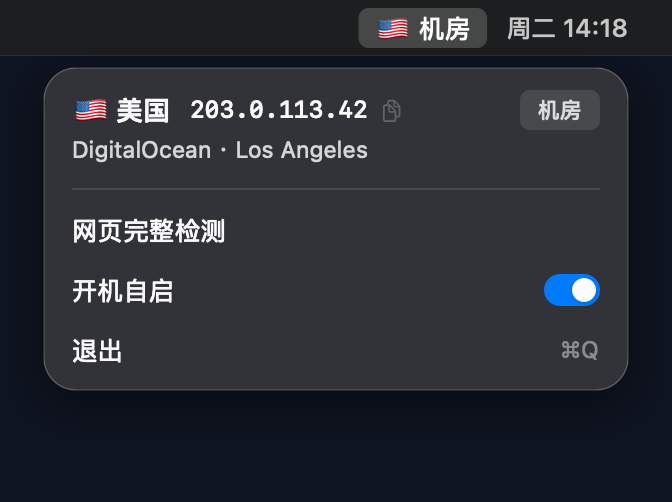 🇺🇸 机房 周二 14:18
🇺🇸 美国 203.0.113.42 机房
DigitalOcean · Los Angeles
网页完整检测
开机自启
退出 ⌘Q